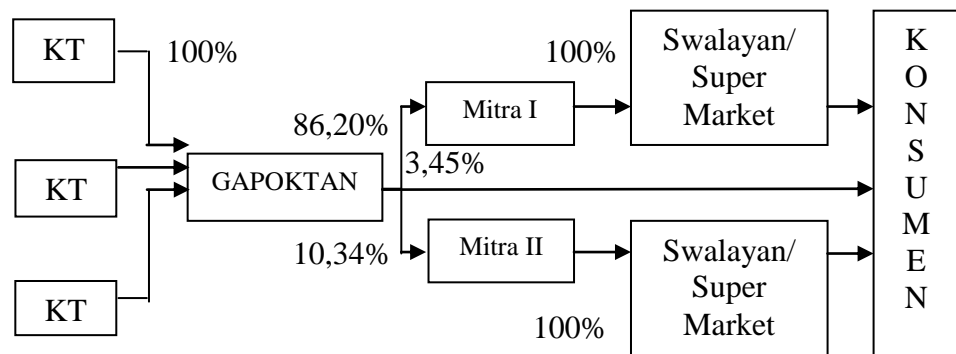 KT
100%
KT
KT
GAPOKTAN
86,20%
3,45%
10,34%
Mitra I
Mitra II
100%
Swalayan/
Super
Market
100%
Swalayan/
Super
Market
K
O
N
S
U
M
E
N